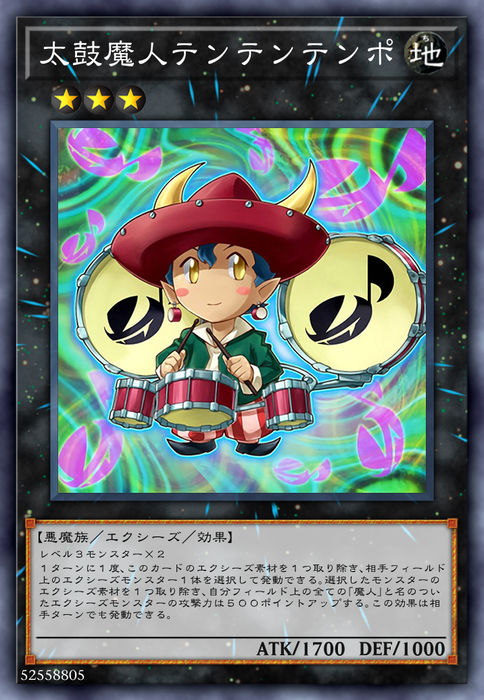 太鼓魔人テンテンテンポ
地
ち
【悪魔族／エクシーズ／効果】
レベル３モンスター×２
１ターンに１度、このカードのエクシーズ素材を１つ取り除き、相手フィールド
上のエクシーズモンスター１体を選択して発動できる。選択したモンスターの
エクシーズ素材を１つ取り除き、自分フィールド上の全ての「魔人」と名のつい
たエクシーズモンスターの攻撃力は５００ポイントアップする。この効果は相
手ターンでも発動できる。
ATK/1700 DEF/1000
52558805